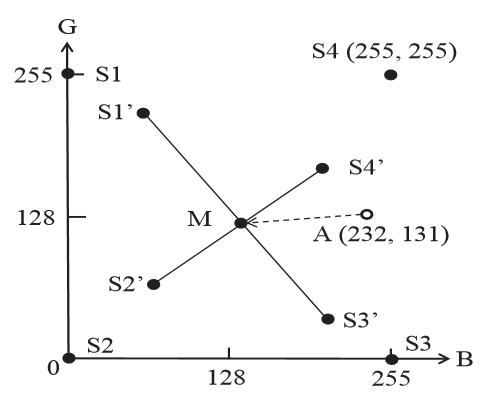 G
S4 (255, 255)
255 S1
S1’
S4’
128
M
A (232, 131)
S2’
S3’
S2
S3
0
B
128
255